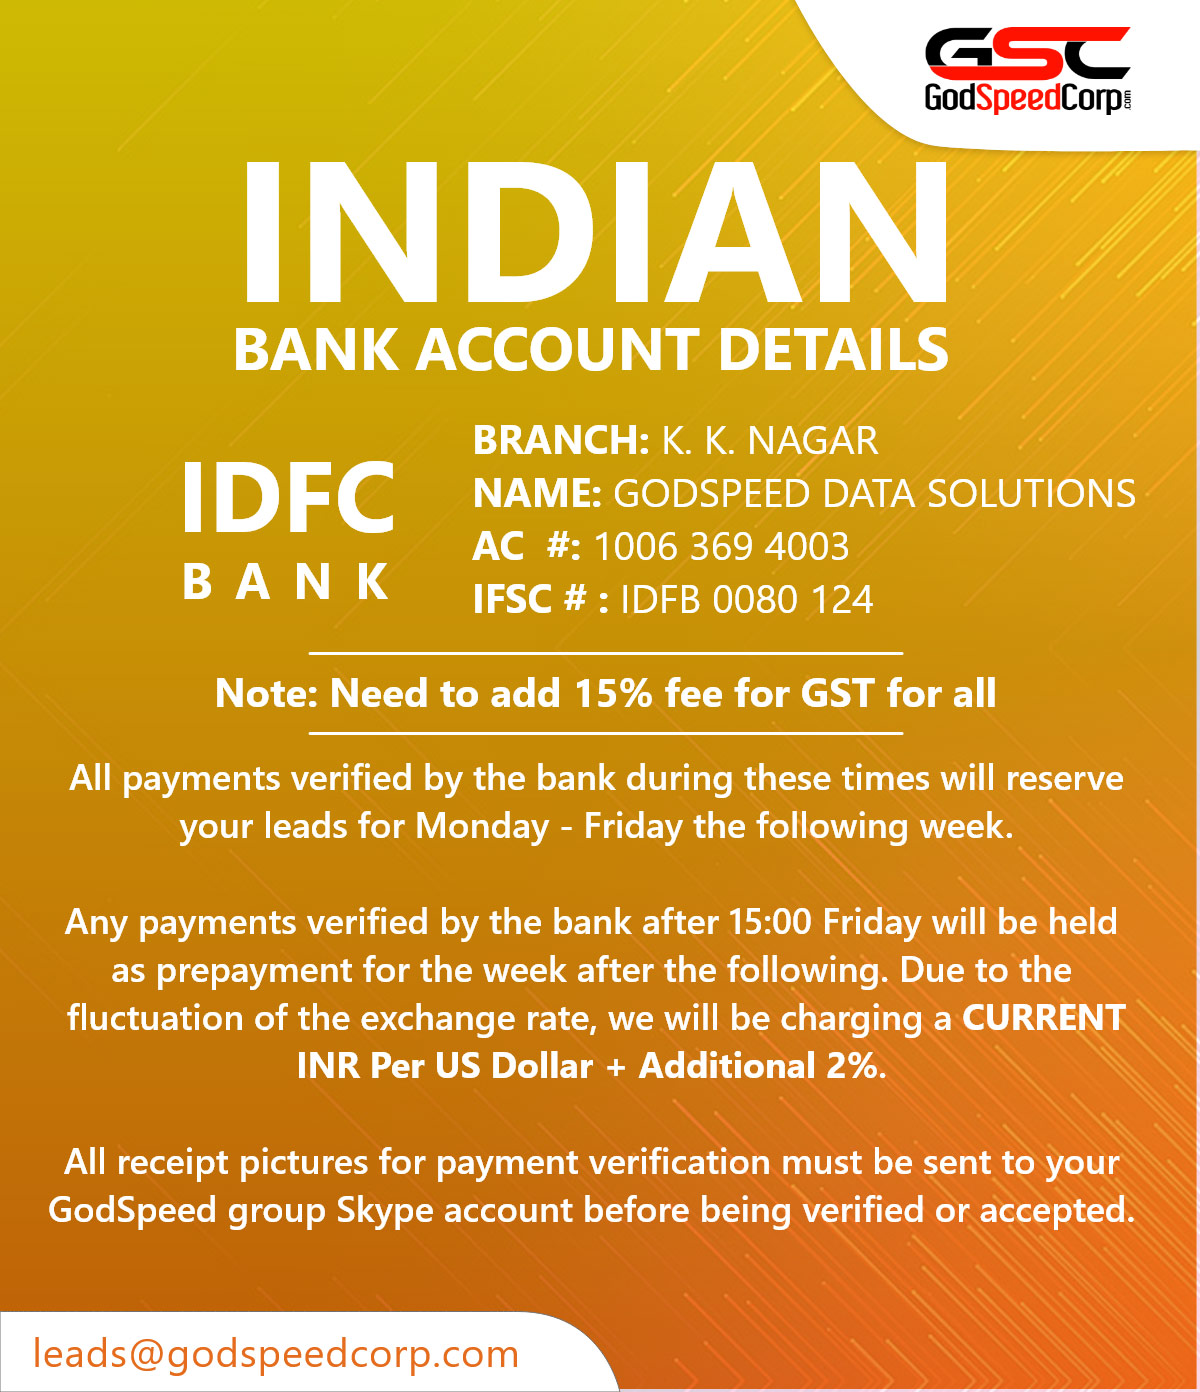 GSC
GodSpeedCorp.com
INDIAN
BANK ACCOUNT DETAILS
IDFC
BANK
BRANCH: K. K. NAGAR
NAME: GODSPEED DATA SOLUTIONS
AC #: 1006 369 4003
IFSC # : IDFB 0080 124
Note: Need to add 15% fee for GST for all
All payments verified by the bank during these times will reserve
your leads for Monday - Friday the following week.
Any payments verified by the bank after 15:00 Friday will be held
as prepayment for the week after the following. Due to the
fluctuation of the exchange rate, we will be charging a CURRENT
INR Per US Dollar + Additional 2%.
All receipt pictures for payment verification must be sent to your
GodSpeed group Skype account before being verified or accepted.
leads@godspeedcorp.com